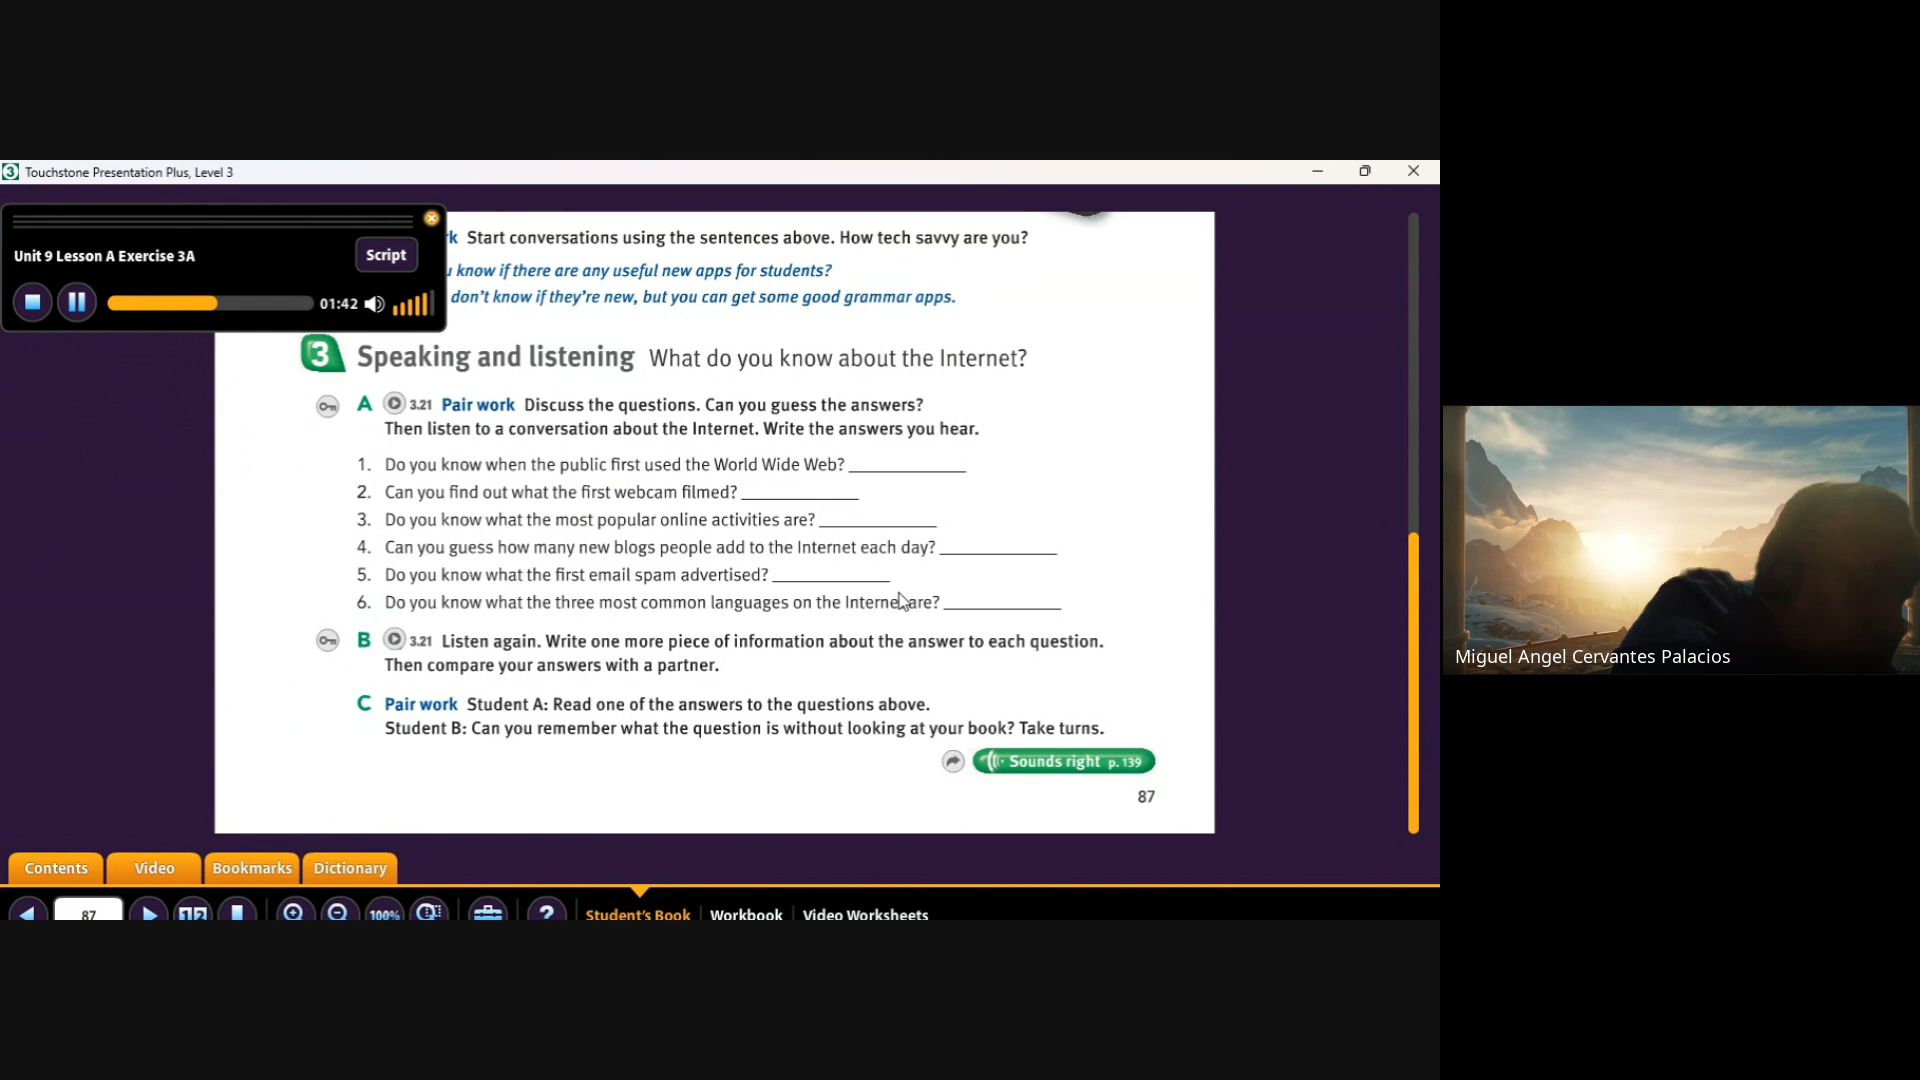 Touchstone Presentation Plus, Level 3
Unit 9 Lesson A Exercise 3A
Script
01:42
k Start conversations using the sentences above. How tech savvy are you?
u know if there are any useful new apps for students?
don't know if they're new, but you can get some good grammar apps.
3 Speaking and listening What do you know about the Internet?
A 3.21 Pair work Discuss the questions. Can you guess the answers?
Then listen to a conversation about the Internet. Write the answers you hear.
1. Do you know when the public first used the World Wide Web?
2. Can you find out what the first webcam filmed?
3. Do you know what the most popular online activities are?
4. Can you guess how many new blogs people add to the Internet each day?
5. Do you know what the first email spam advertised?
6. Do you know what the three most common languages on the Internet are?
B 3.21 Listen again. Write one more piece of information about the answer to each question.
Then compare your answers with a partner.
C Pair work Student A: Read one of the answers to the questions above.
Student B: Can you remember what the question is without looking at your book? Take turns.
Sounds right p. 139
87
Contents Video Bookmarks Dictionary
87 12 100% ? Student's Book Workbook Video Worksheets
Miguel Angel Cervantes Palacios